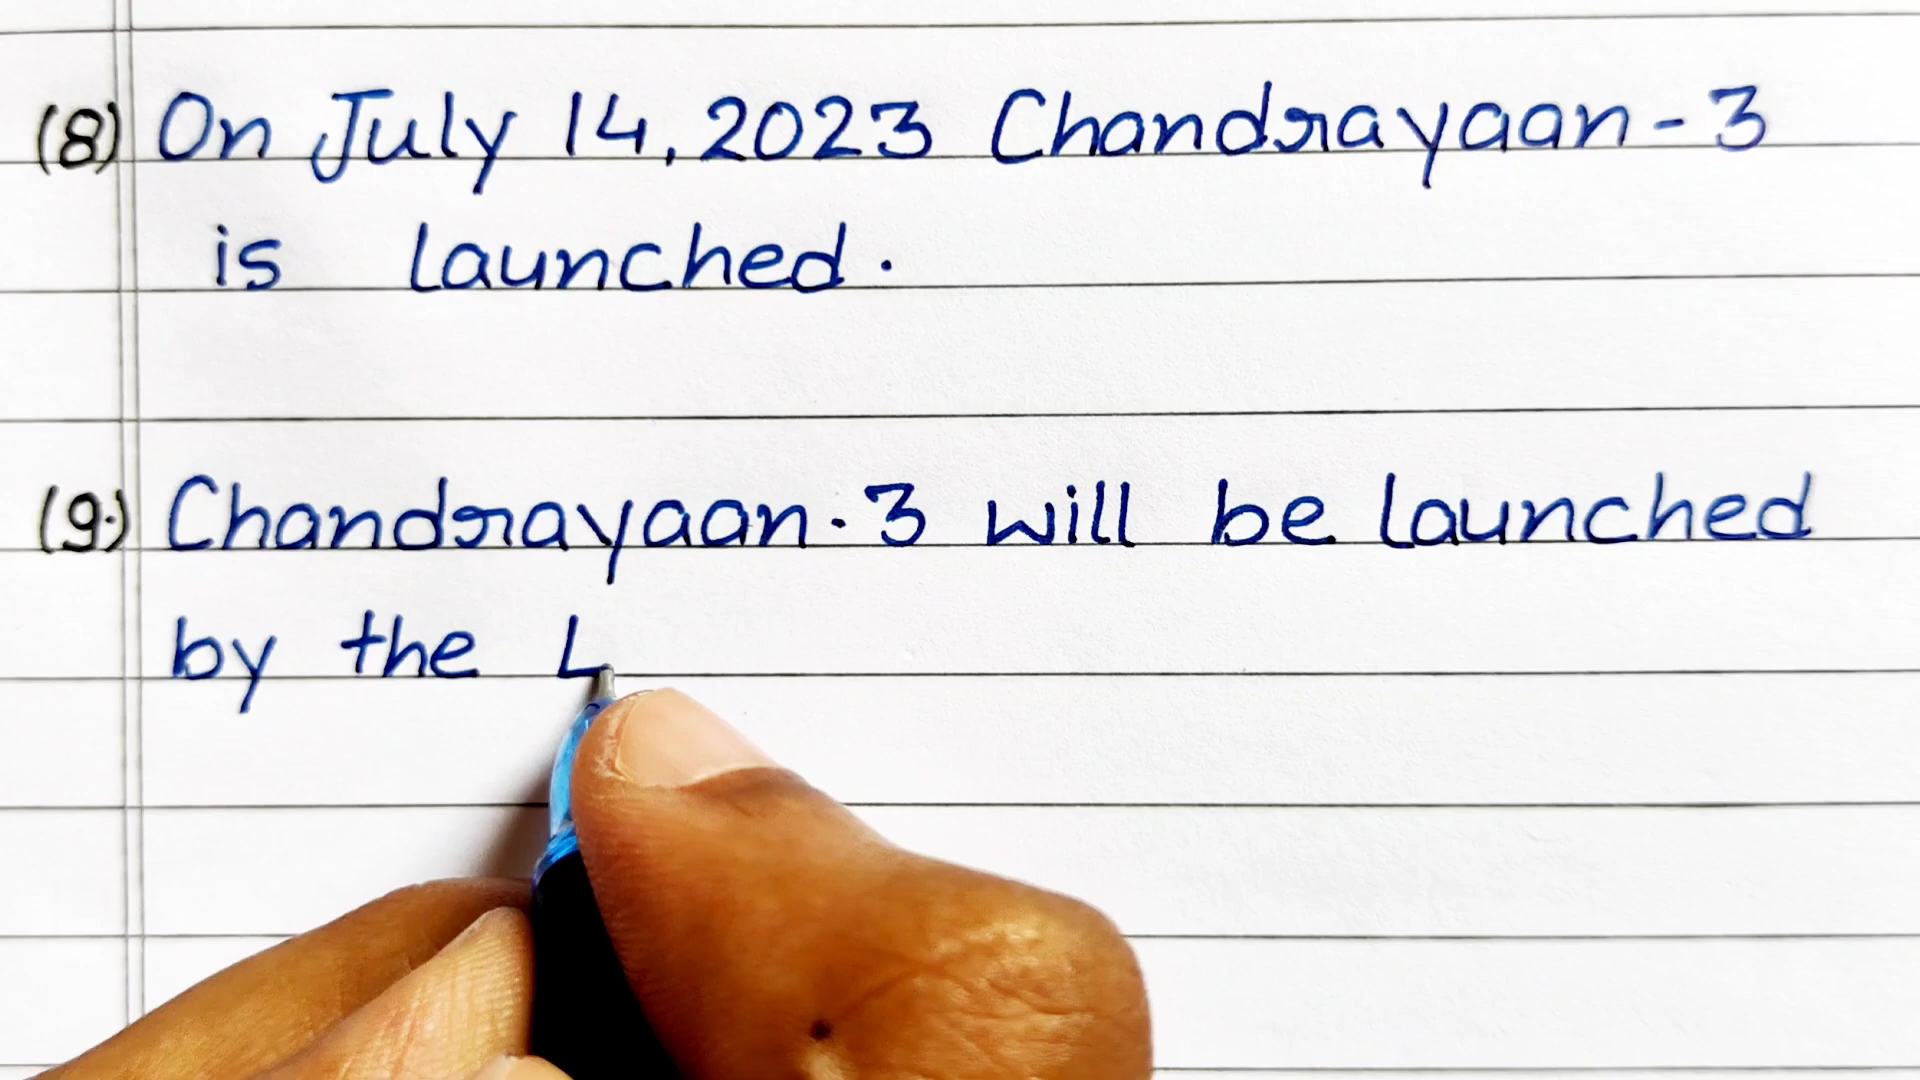 (8) On July 14, 2023 Chandrayaan - 3
is launched.
(9.) Chandrayaan - 3 will be launched
by the L